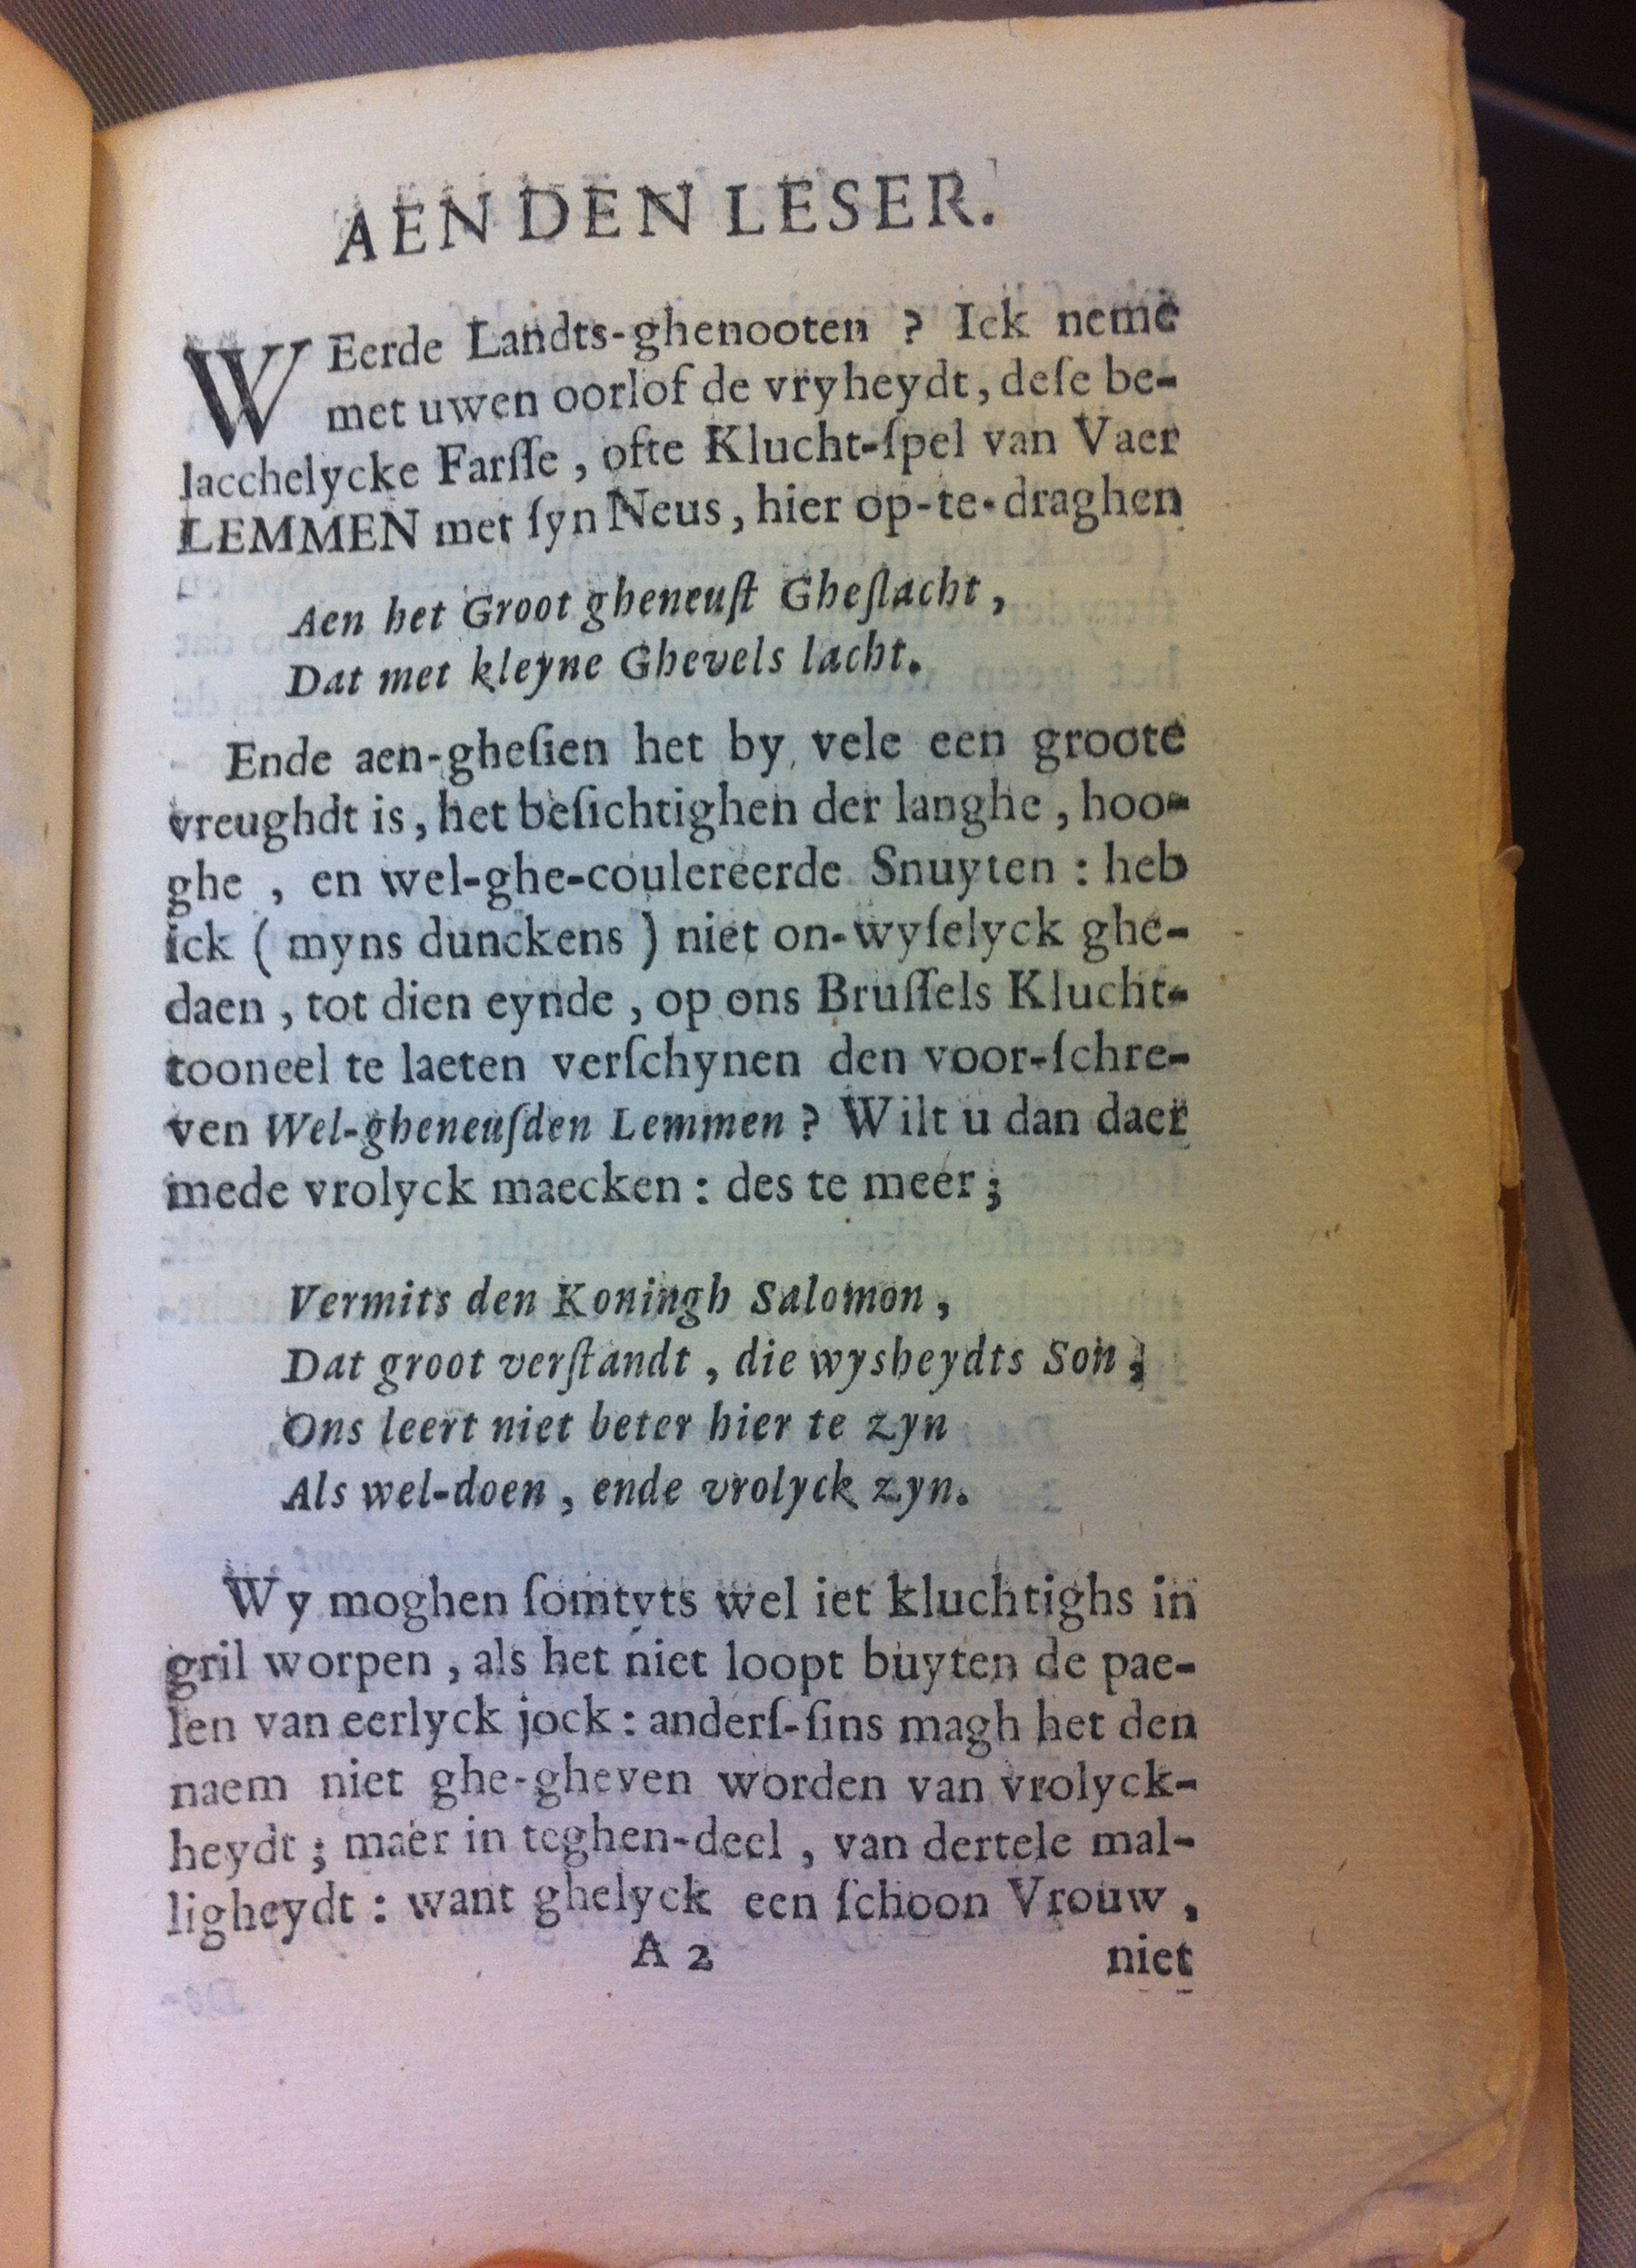 AEN DEN LESER.
WEerde Landts-ghenooten ? Ick neme
met uwen oorlof de vryheydt, deſe be-
lacchelycke Farſſe , ofte Klucht-ſpel van Vaer
LEMMEN met ſyn Neus, hier op-te-draghen
Aen het Groot gheneuſt Gheſlacht ,
Dat met kleyne Ghevels lacht.
Ende aen-gheſien het by vele een groote
vreughdt is , het beſichtighen der langhe , hoo-
ghe , en wel-ghe-coulereerde Snuyten : heb
ick ( myns dunckens ) niet on-wyſelyck ghe-
daen , tot dien eynde , op ons Bruſſels Klucht-
tooneel te laeten verſchynen den voor-ſchre-
ven Wel-gheneuſden Lemmen ? Wilt u dan daer
mede vrolyck maecken : des te meer ;
Vermits den Koningh Salomon ,
Dat groot verſtandt , die wysheydts Son ,
Ons leert niet beter hier te zyn
Als wel-doen , ende vrolyck zyn.
Wy moghen ſomtyts wel iet kluchtighs in
gril worpen , als het niet loopt buyten de pae-
len van eerlyck jock : anderſ-ſins magh het den
naem niet ghe-gheven worden van vrolyck-
heydt ; maer in teghen-deel , van dertele mal-
ligheydt : want ghelyck een ſchoon Vrouw ,
A 2 niet